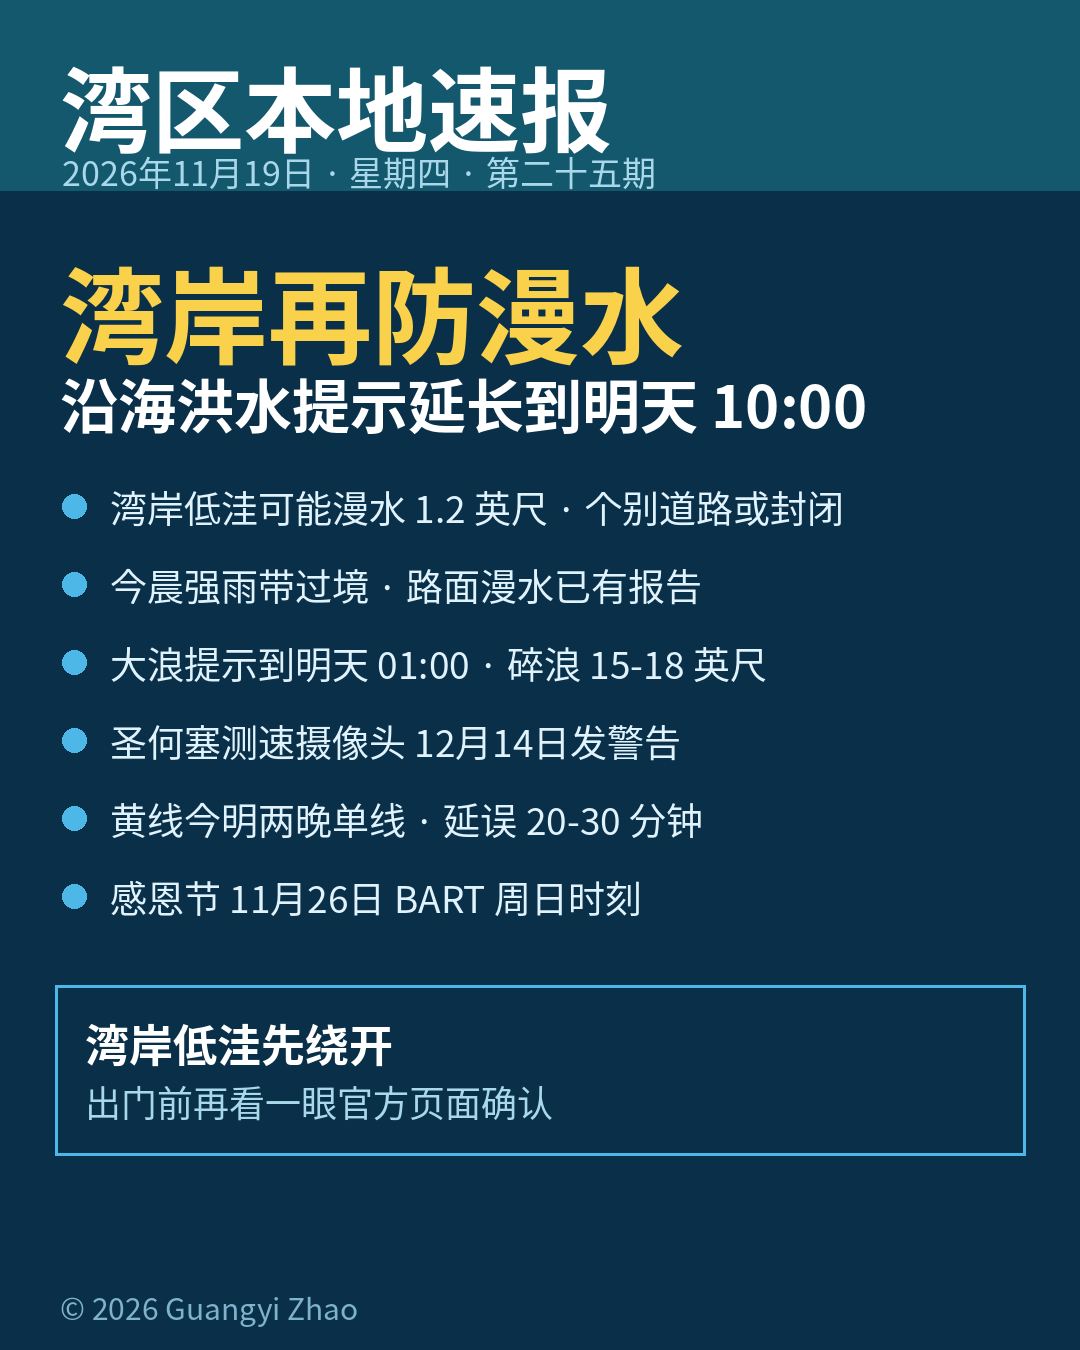 湾区本地速报
2026年11月19日 · 星期四 · 第二十五期
湾岸再防漫水
沿海洪水提示延长到明天 10:00
湾岸低洼可能漫水 1.2 英尺 · 个别道路或封闭
今晨强雨带过境 · 路面漫水已有报告
大浪提示到明天 01:00 · 碎浪 15-18 英尺
圣何塞测速摄像头 12月14日发警告
黄线今明两晚单线 · 延误 20-30 分钟
感恩节 11月26日 BART 周日时刻
湾岸低洼先绕开
出门前再看一眼官方页面确认
© 2026 Guangyi Zhao